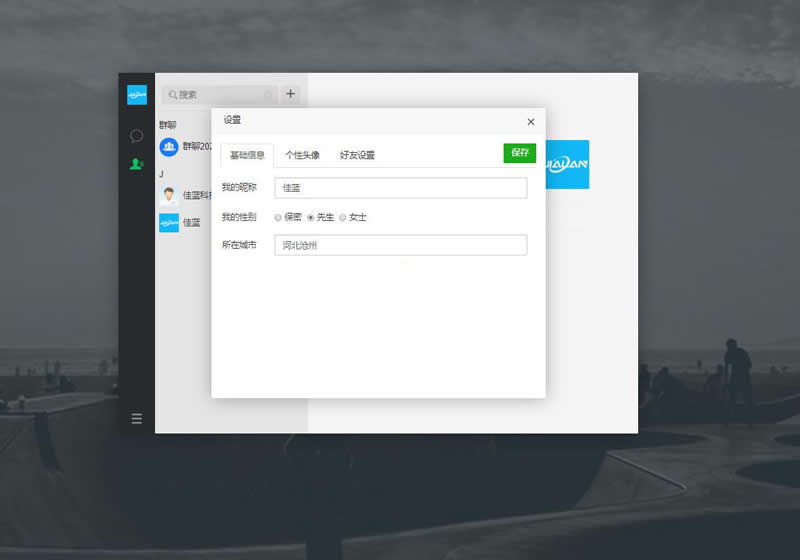 搜索
群聊
群聊202
J
佳蓝科
佳蓝
设置
基础信息
个性头像
好友设置
保存
我的昵称
佳蓝
我的性别
保密
先生
女士
所在城市
河北沧州
JIALAN